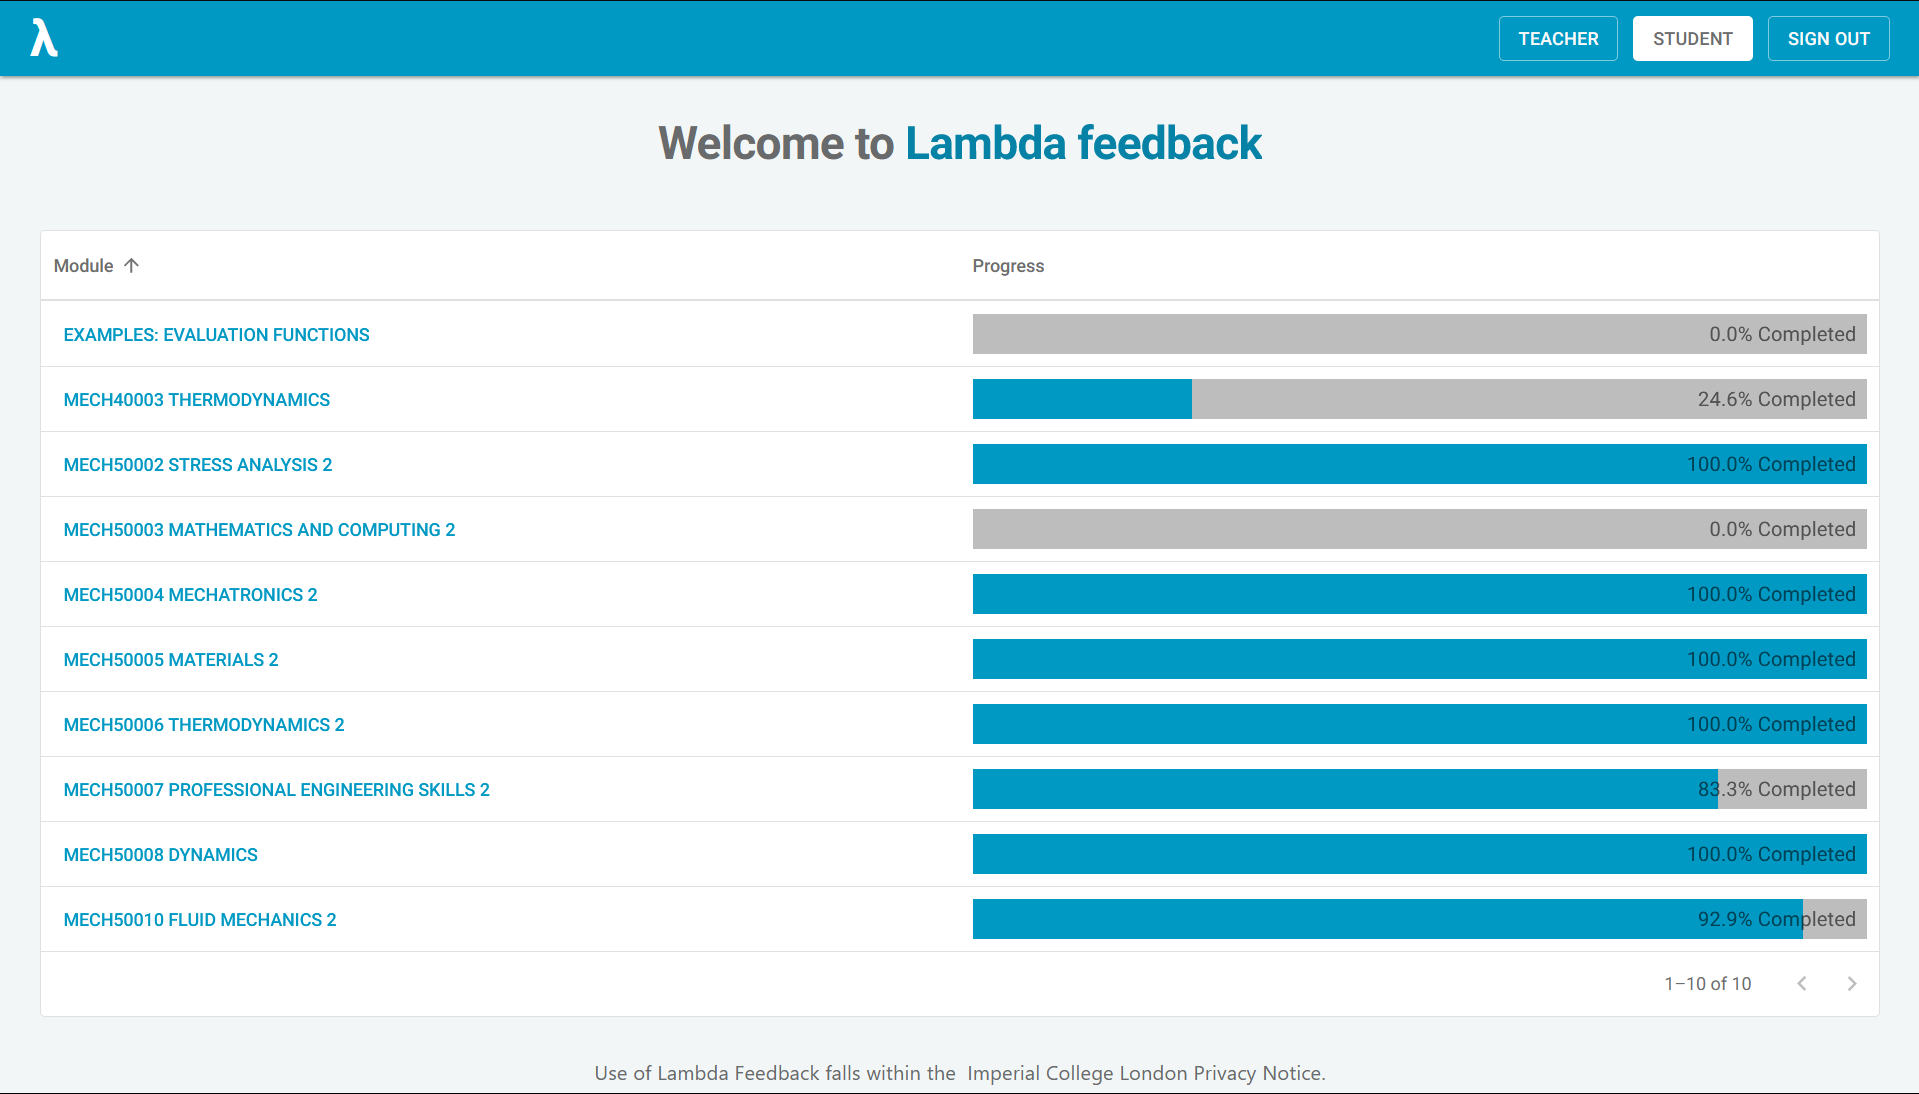 λ
TEACHER STUDENT SIGN OUT
Welcome to Lambda feedback
Module Progress
EXAMPLES: EVALUATION FUNCTIONS 0.0% Completed
MECH40003 THERMODYNAMICS 24.6% Completed
MECH50002 STRESS ANALYSIS 2 100.0% Completed
MECH50003 MATHEMATICS AND COMPUTING 2 0.0% Completed
MECH50004 MECHATRONICS 2 100.0% Completed
MECH50005 MATERIALS 2 100.0% Completed
MECH50006 THERMODYNAMICS 2 100.0% Completed
MECH50007 PROFESSIONAL ENGINEERING SKILLS 2 83.3% Completed
MECH50008 DYNAMICS 100.0% Completed
MECH50010 FLUID MECHANICS 2 92.9% Completed
1–10 of 10
Use of Lambda Feedback falls within the Imperial College London Privacy Notice.